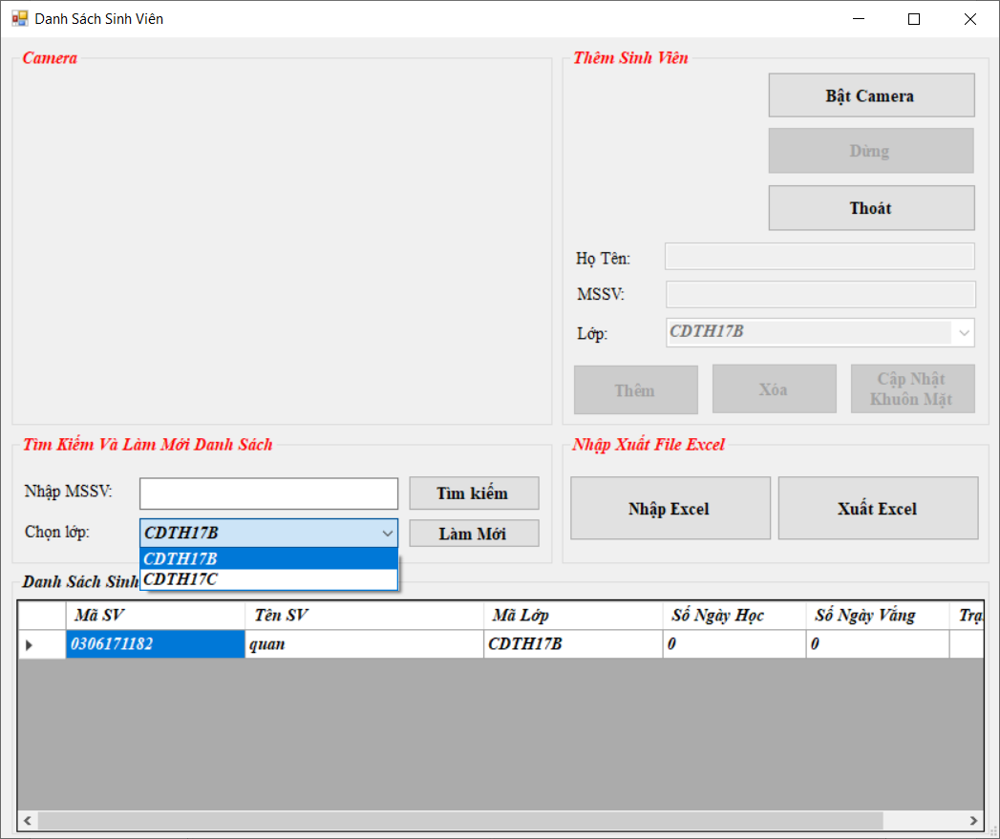 Danh Sách Sinh Viên
Camera
Thêm Sinh Viên
Bật Camera
Dừng
Thoát
Họ Tên:
MSSV:
Lớp: CDTH17B
Thêm Xóa Cập Nhật
Khuôn Mặt
Tìm Kiếm Và Làm Mới Danh Sách
Nhập MSSV: Tìm kiếm
Chọn lớp: CDTH17B Làm Mới
CDTH17B
CDTH17C
Nhập Xuất File Excel
Nhập Excel Xuất Excel
Danh Sách Sinh
Mã SV Tên SV Mã Lớp Số Ngày Học Số Ngày Vắng
0306171182 quan CDTH17B 0 0